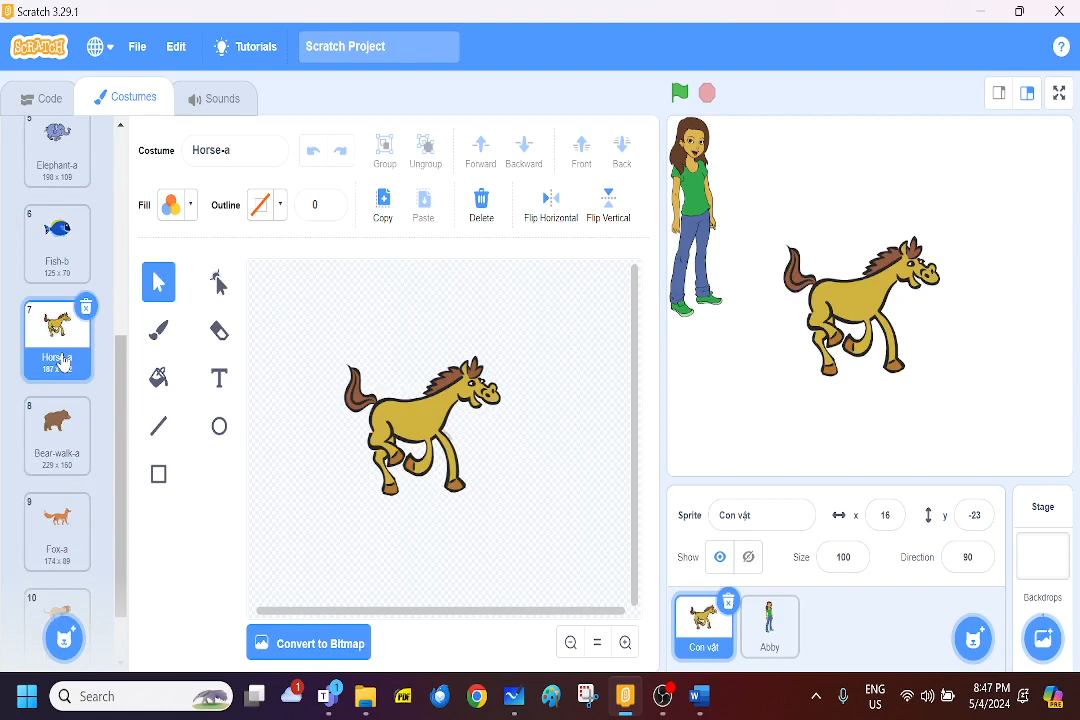 Scratch 3.29.1
SCRATCH
File
Edit
Tutorials
Scratch Project
?
Code
Costumes
Sounds
5
Elephant-a
198 x 109
6
Fish-b
125 x 70
7
187 x
8
Bear-walk-a
229 x 160
9
Fox-a
174 x 89
10
Costume
Horse-a
Group
Ungroup
Forward
Backward
Front
Back
Fill
Outline
0
Copy
Paste
Delete
Flip Horizontal
Flip Vertical
T
Convert to Bitmap
Sprite
Con vật
x
16
y
-23
Show
Size
100
Direction
90
Con vật
Abby
Stage
Backdrops
Search
1
1
PDF
ENG
US
8:47 PM
5/4/2024
PRE